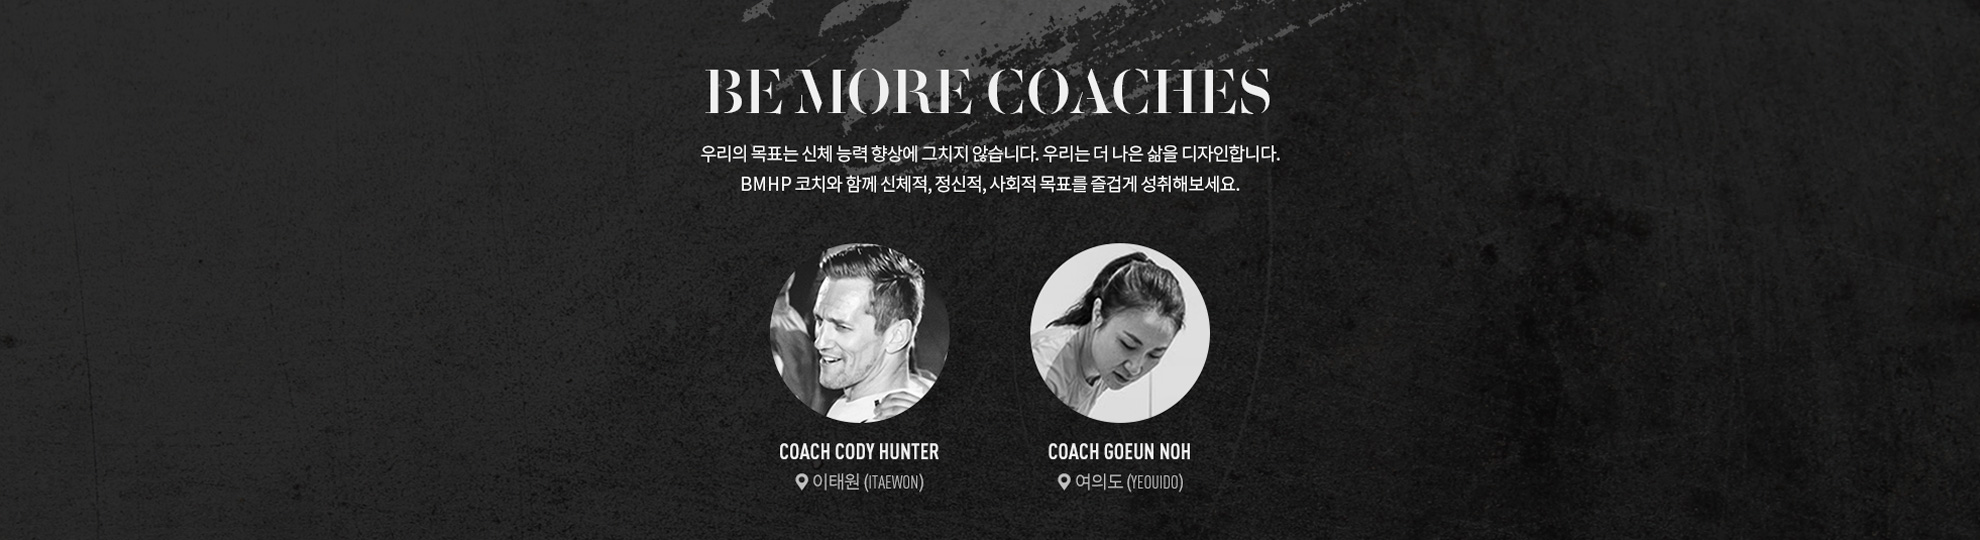 BE MORE COACHES
우리의 목표는 신체 능력 향상에 그치지 않습니다. 우리는 더 나은 삶을 디자인합니다.
BMHP 코치와 함께 신체적, 정신적, 사회적 목표를 즐겁게 성취해보세요.
COACH CODY HUNTER
이태원 (ITAEWON)
COACH GOEUN NOH
여의도 (YEOUIDO)